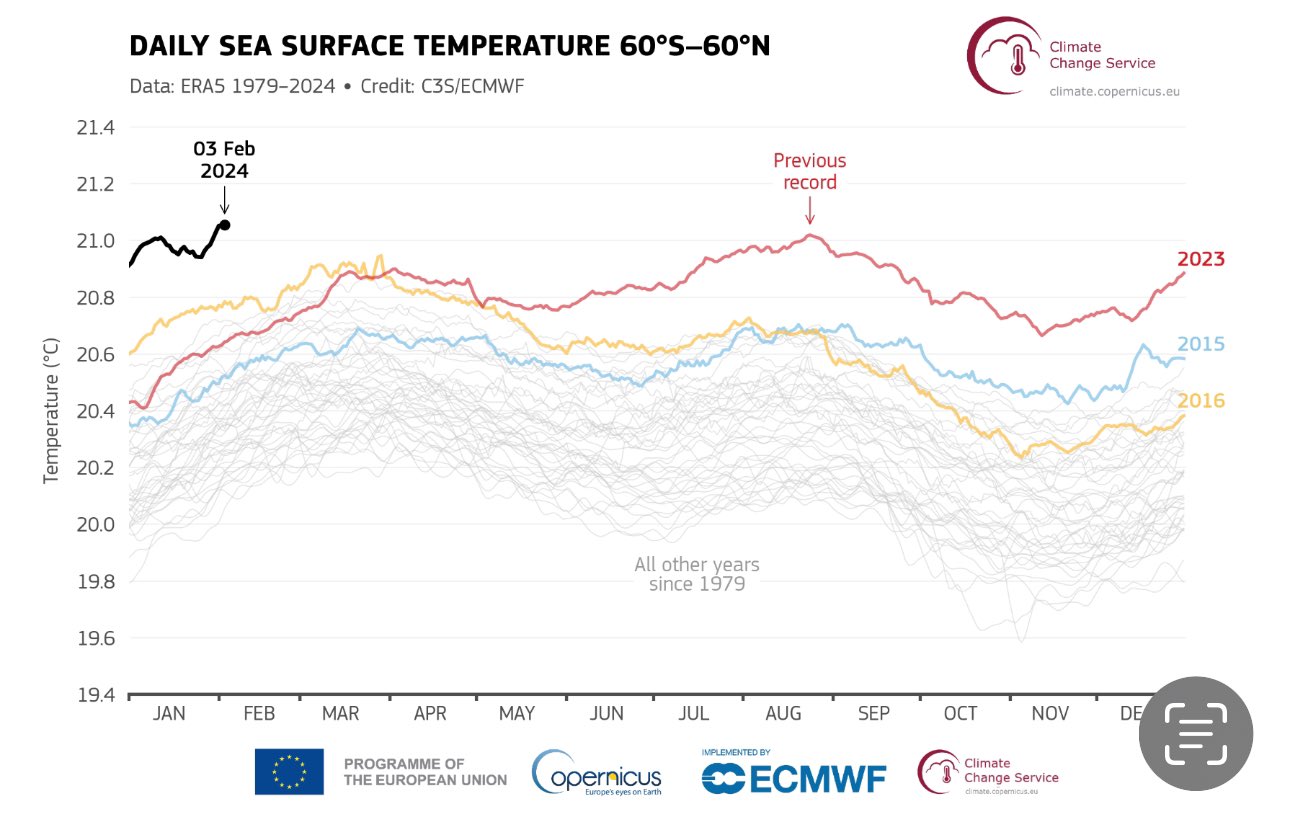 DAILY SEA SURFACE TEMPERATURE 60°S–60°N
Data: ERA5 1979–2024 • Credit: C3S/ECMWF
Climate
Change Service
climate.copernicus.eu
Temperature (°C)
21.4
21.2
21.0
20.8
20.6
20.4
20.2
20.0
19.8
19.6
19.4
03 Feb
2024
Previous
record
2023
2015
2016
All other years
since 1979
JAN FEB MAR APR MAY JUN JUL AUG SEP OCT NOV DE
PROGRAMME OF
THE EUROPEAN UNION
opernicus
Europe's eyes on Earth
IMPLEMENTED BY
ECMWF
Climate
Change Service
climate.copernicus.eu